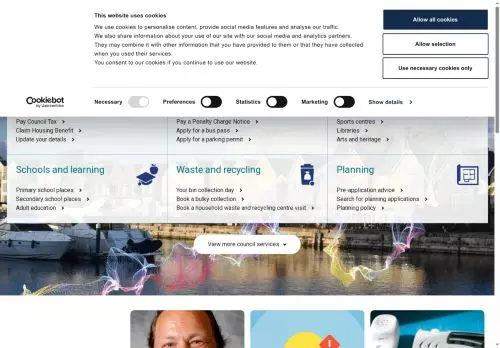 This website uses cookies
We use cookies to personalise content, provide social media features and analyse our traffic.
We also share information about your use of our site with our social media and analytics partners.
They may combine it with other information that you have provided to them or that they have collected
when you used their services.
You consent to our cookies if you continue to use our website.
Allow all cookies
Allow selection
Use necessary cookies only
Cookiebot
by Usercentrics
Necessary
Preferences
Statistics
Marketing
Show details
Pay Council Tax
Claim Housing Benefit
Update your details
Pay a Penalty Charge Notice
Apply for a bus pass
Apply for a parking permit
Sports centres
Libraries
Arts and heritage
Schools and learning
Primary school places
Secondary school places
Adult education
Waste and recycling
Your bin collection day
Book a bulky collection
Book a household waste and recycling centre visit
Planning
Pre-application advice
Search for planning applications
Planning policy
View more council services